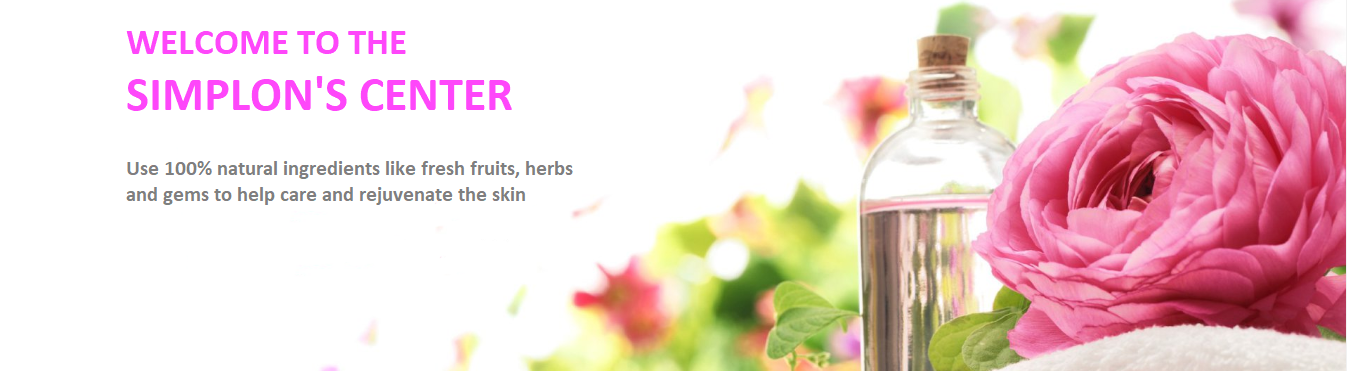 WELCOME TO THE
SIMPLON'S CENTER
Use 100% natural ingredients like fresh fruits, herbs
and gems to help care and rejuvenate the skin